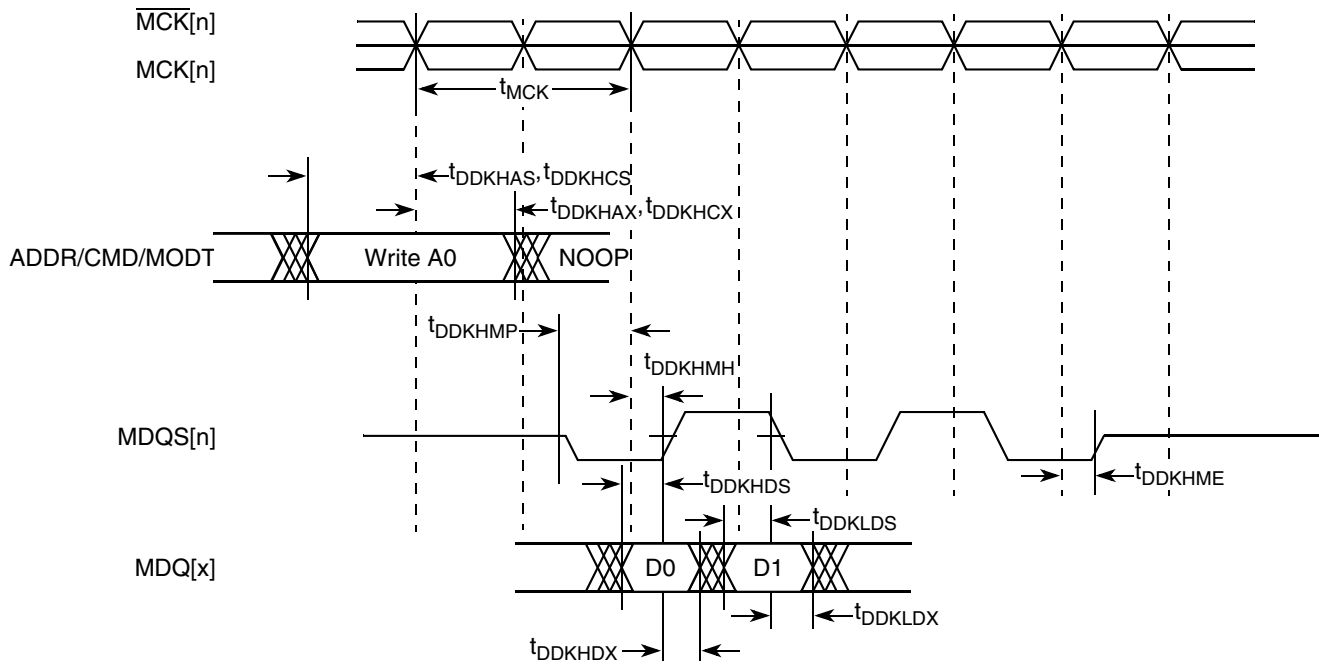 MCK[n]
MCK[n]
tMCK
tDDKHAS,tDDKHCS
tDDKHAX,tDDKHCX
ADDR/CMD/MODT
Write A0
NOOP
tDDKHMP
tDDKHMH
MDQS[n]
tDDKHME
tDDKHDS
tDDKLDS
MDQ[x]
D0
D1
tDDKLDX
tDDKHDX